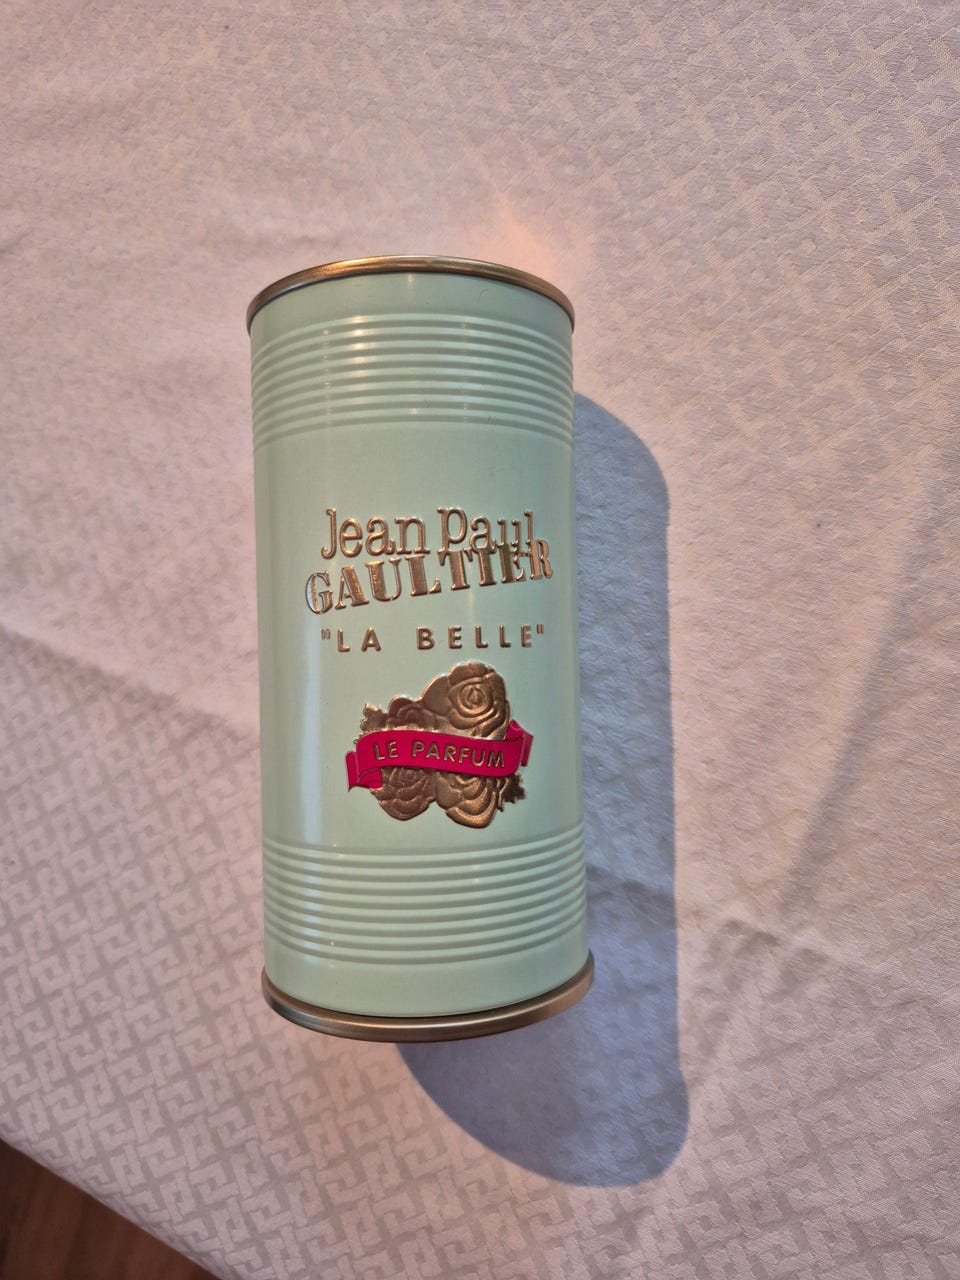 Jean Paul
GAULTIER
"LA BELLE"
LE PARFUM